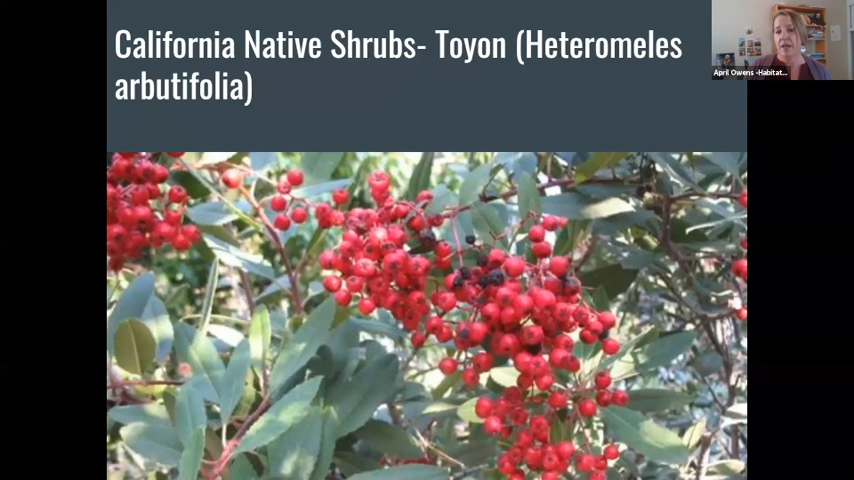 California Native Shrubs- Toyon (Heteromeles
arbutifolia)
April Owens -Habitat...